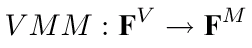 VMM : F^V → F^M